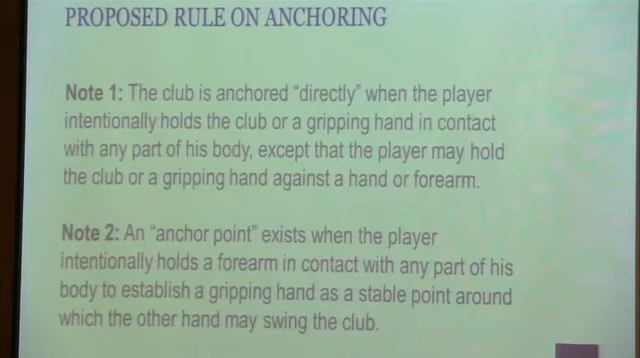 PROPOSED RULE ON ANCHORING
Note 1: The club is anchored “directly” when the player
intentionally holds the club or a gripping hand in contact
with any part of his body, except that the player may hold
the club or a gripping hand against a hand or forearm.
Note 2: An “anchor point” exists when the player
intentionally holds a forearm in contact with any part of his
body to establish a gripping hand as a stable point around
which the other hand may swing the club.